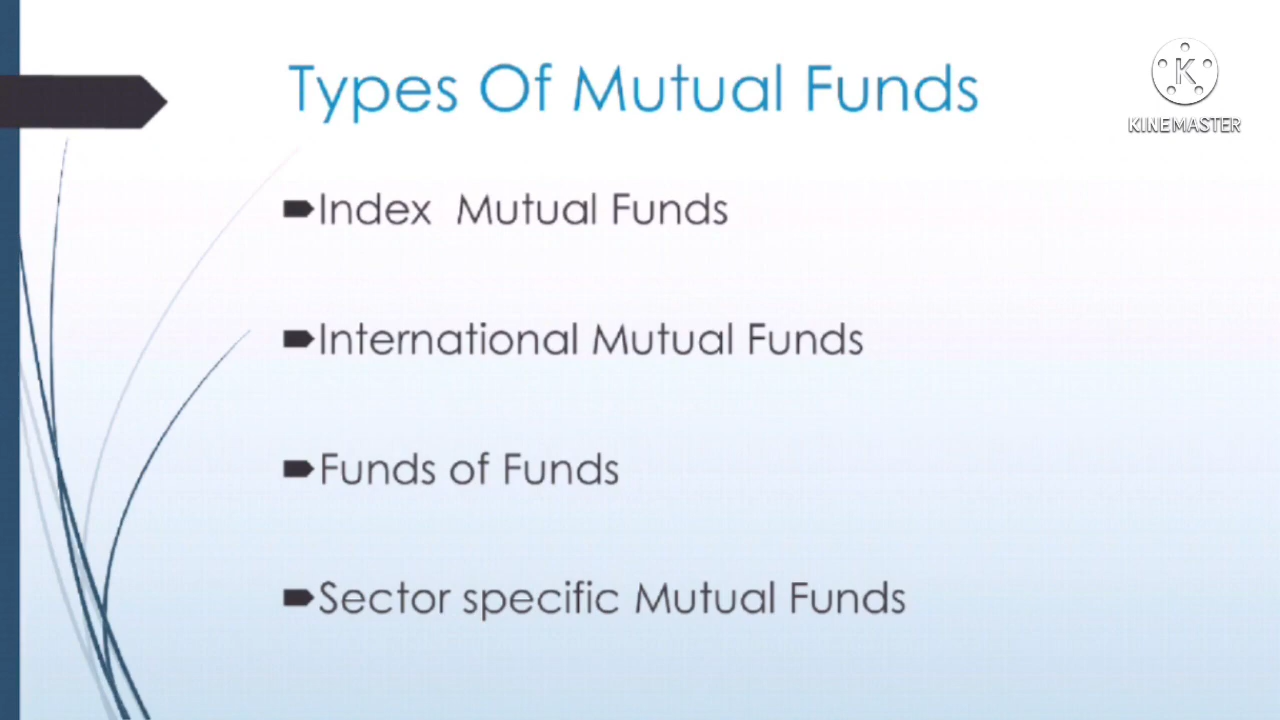 Types Of Mutual Funds
K
KINEMASTER
Index Mutual Funds
International Mutual Funds
Funds of Funds
Sector specific Mutual Funds